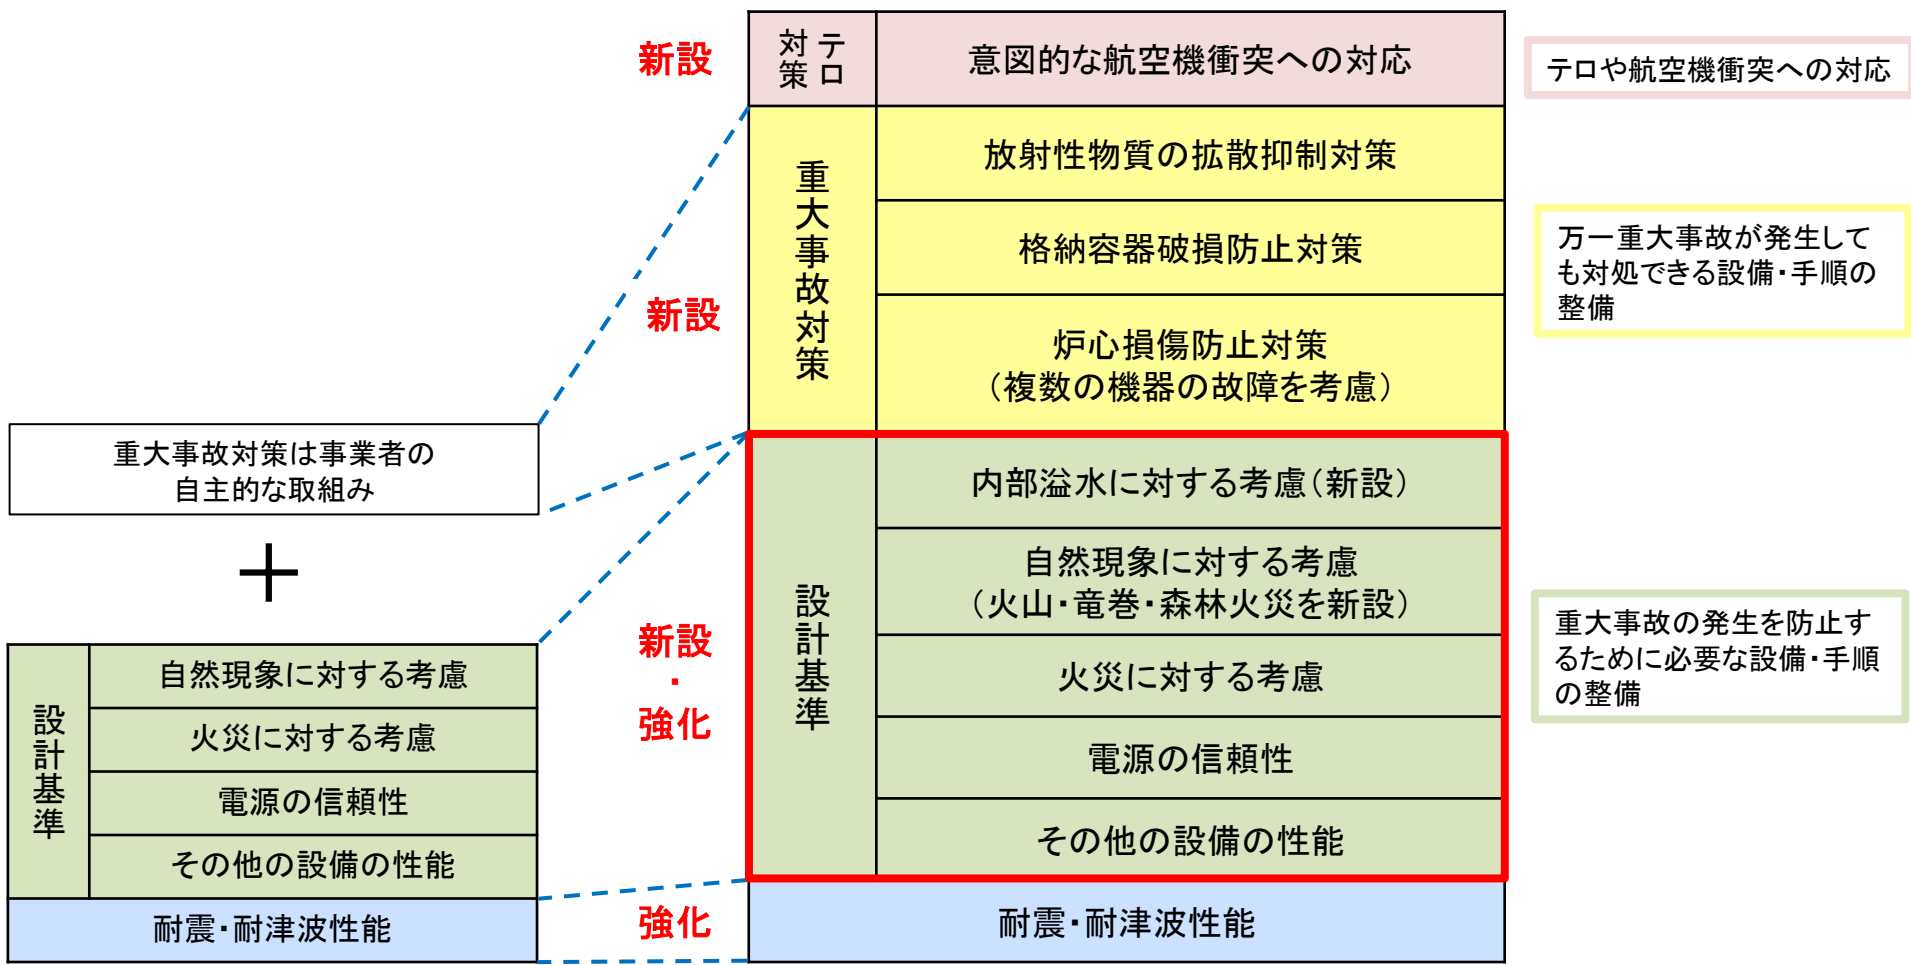 重大事故対策は事業者の
自主的な取組み
＋
設計基準
自然現象に対する考慮
火災に対する考慮
電源の信頼性
その他の設備の性能
耐震・耐津波性能
新設
新設
新設
・
強化
強化
テロ
対策
意図的な航空機衝突への対応
重大事故対策
放射性物質の拡散抑制対策
格納容器破損防止対策
炉心損傷防止対策
（複数の機器の故障を考慮）
設計基準
内部溢水に対する考慮（新設）
自然現象に対する考慮
（火山・竜巻・森林火災を新設）
火災に対する考慮
電源の信頼性
その他の設備の性能
耐震・耐津波性能
テロや航空機衝突への対応
万一重大事故が発生して
も対処できる設備・手順の
整備
重大事故の発生を防止す
るために必要な設備・手順
の整備